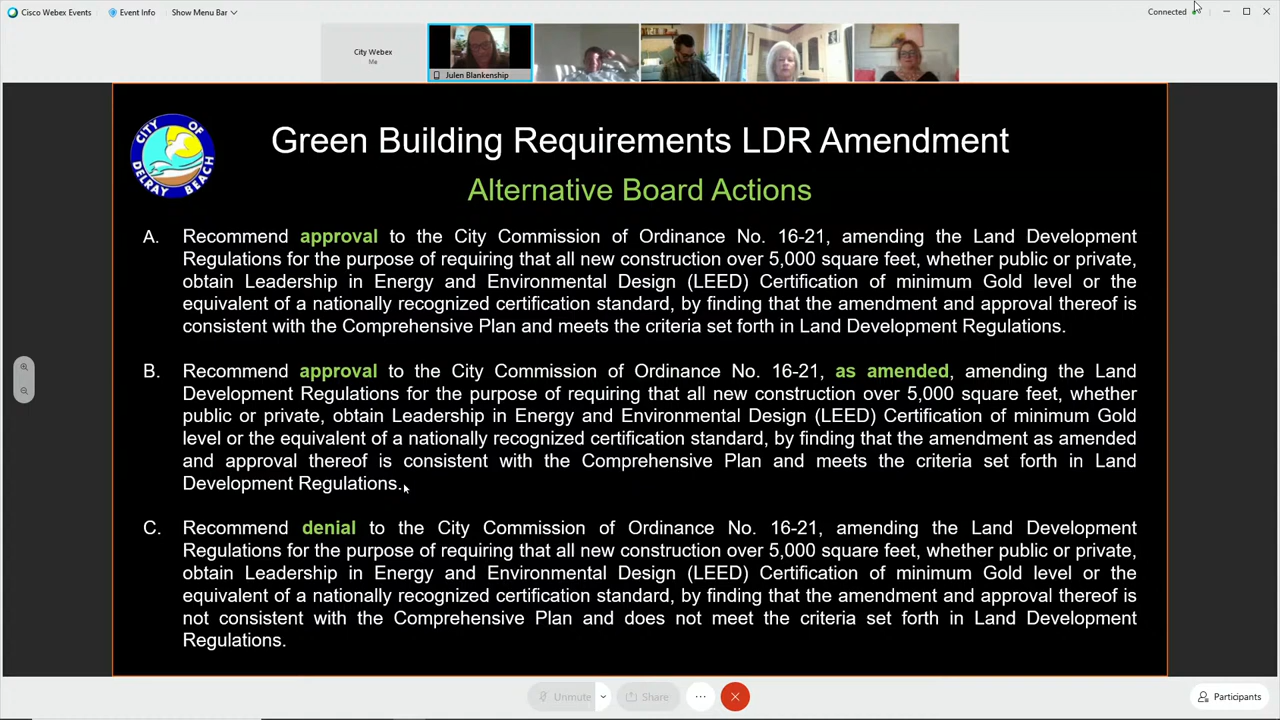 Cisco Webex Events Event Info Show Menu Bar Connected
City Webex
Me
Julen Blankenship
CITY OF DELRAY BEACH
Green Building Requirements LDR Amendment
Alternative Board Actions
A. Recommend approval to the City Commission of Ordinance No. 16-21, amending the Land Development
Regulations for the purpose of requiring that all new construction over 5,000 square feet, whether public or private,
obtain Leadership in Energy and Environmental Design (LEED) Certification of minimum Gold level or the
equivalent of a nationally recognized certification standard, by finding that the amendment and approval thereof is
consistent with the Comprehensive Plan and meets the criteria set forth in Land Development Regulations.
B. Recommend approval to the City Commission of Ordinance No. 16-21, as amended, amending the Land
Development Regulations for the purpose of requiring that all new construction over 5,000 square feet, whether
public or private, obtain Leadership in Energy and Environmental Design (LEED) Certification of minimum Gold
level or the equivalent of a nationally recognized certification standard, by finding that the amendment as amended
and approval thereof is consistent with the Comprehensive Plan and meets the criteria set forth in Land
Development Regulations.
C. Recommend denial to the City Commission of Ordinance No. 16-21, amending the Land Development
Regulations for the purpose of requiring that all new construction over 5,000 square feet, whether public or private,
obtain Leadership in Energy and Environmental Design (LEED) Certification of minimum Gold level or the
equivalent of a nationally recognized certification standard, by finding that the amendment and approval thereof is
not consistent with the Comprehensive Plan and does not meet the criteria set forth in Land Development
Regulations.
Unmute Share Participants